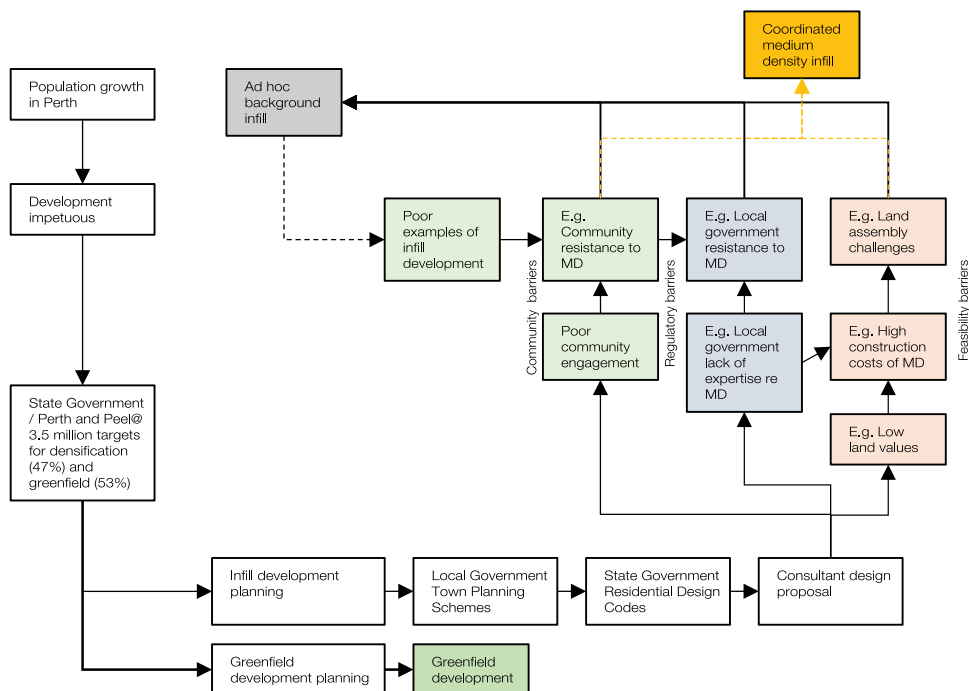 Coordinated
medium
density infill
Population growth
in Perth
Ad hoc
background
infill
Development
impetuous
Poor
examples of
infill
development
E.g.
Community
resistance to
MD
E.g. Local
government
resistance to
MD
E.g. Land
assembly
challenges
Community barriers
Regulatory barriers
Feasibility barriers
Poor
community
engagement
E.g. Local
government
lack of
expertise re
MD
E.g. High
construction
costs of MD
State Government
/ Perth and Peel@
3.5 million targets
for densification
(47%) and
greenfield (53%)
E.g. Low
land values
Infill development
planning
Local Government
Town Planning
Schemes
State Government
Residential Design
Codes
Consultant design
proposal
Greenfield
development planning
Greenfield
development